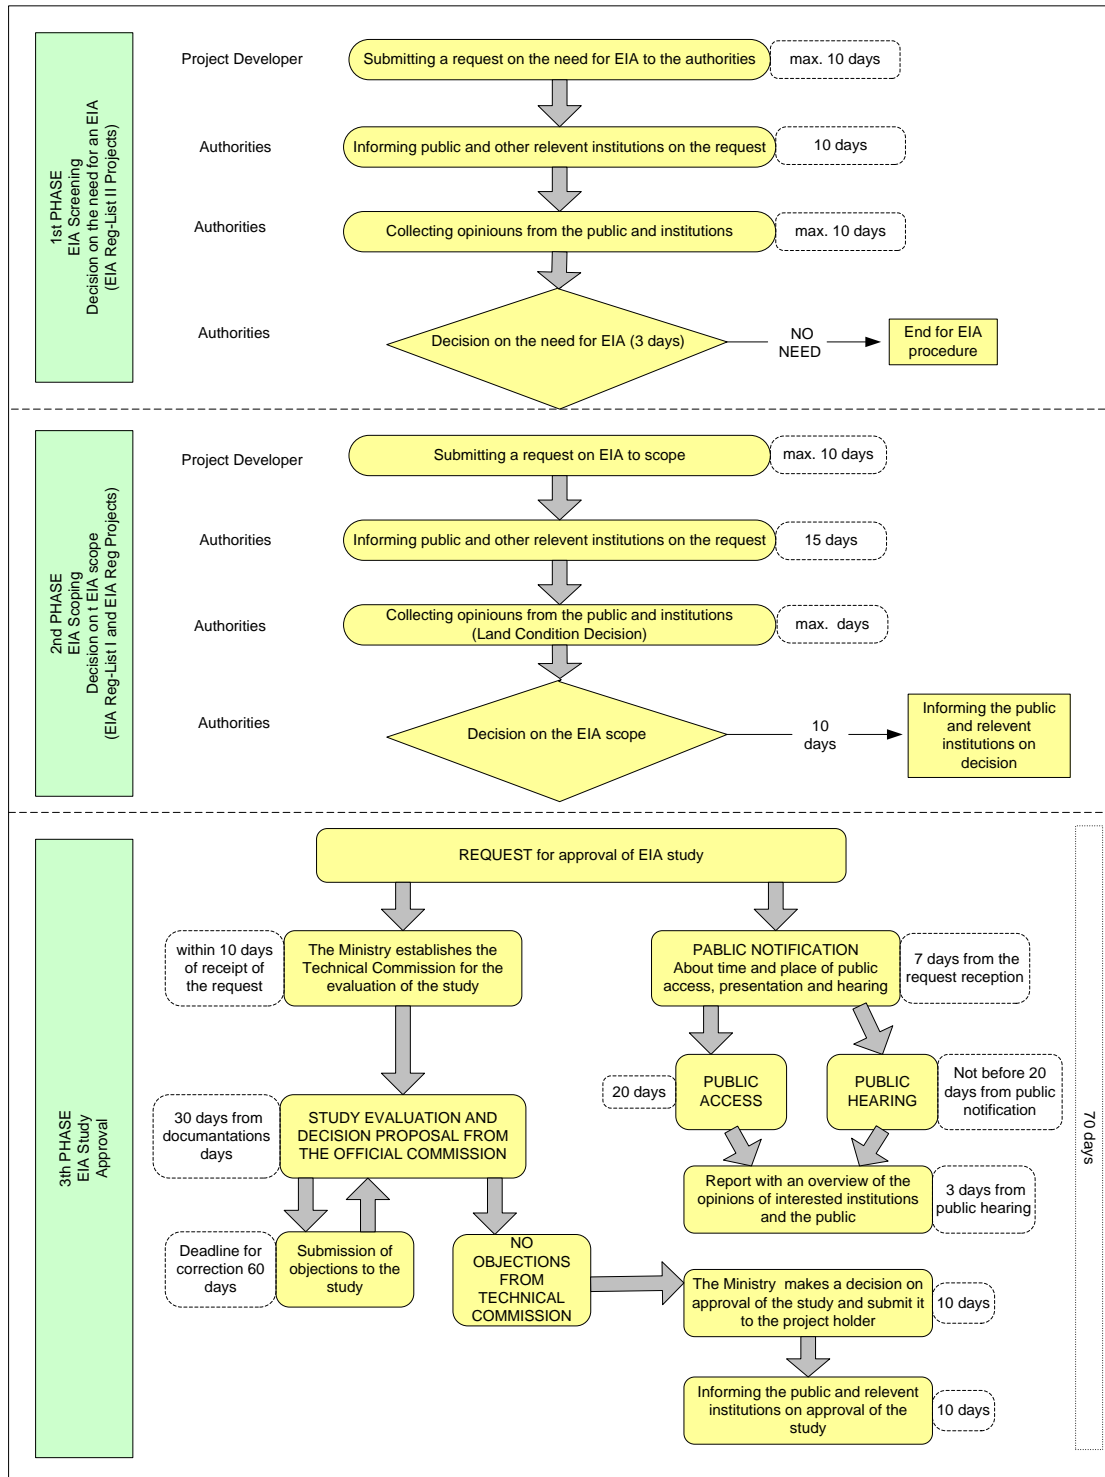 1st PHASE
EIA Screening
Decision on the need for an EIA
(EIA Reg-List II Projects)
Project Developer
Submitting a request on the need for EIA to the authorities
max. 10 days
Authorities
Informing public and other relevent institutions on the request
10 days
Authorities
Collecting opiniouns from the public and institutions
max. 10 days
Authorities
Decision on the need for EIA (3 days)
NO
NEED
End for EIA
procedure
2nd PHASE
EIA Scoping
Decision on t EIA scope
(EIA Reg-List I and EIA Reg Projects)
Project Developer
Submitting a request on EIA to scope
max. 10 days
Authorities
Informing public and other relevent institutions on the request
15 days
Authorities
Collecting opiniouns from the public and institutions
(Land Condition Decision)
max.  days
Authorities
Decision on the EIA scope
10
days
Informing the public
and relevent
institutions on
decision
3th PHASE
EIA Study
Approval
REQUEST for approval of EIA study
within 10 days
of receipt of
the request
The Ministry establishes the
Technical Commission for the
evaluation of the study
PABLIC NOTIFICATION
About time and place of public
access, presentation and hearing
7 days from the
request reception
20 days
PUBLIC
ACCESS
PUBLIC
HEARING
Not before 20
days from public
notification
30 days from
documantations
days
STUDY EVALUATION AND
DECISION PROPOSAL FROM
THE OFFICIAL COMMISSION
Report with an overview of the
opinions of interested institutions
and the public
3 days from
public hearing
Deadline for
correction 60
days
Submission of
objections to the
study
NO
OBJECTIONS
FROM
TECHNICAL
COMMISSION
The Ministry  makes a decision on
approval of the study and submit it
to the project holder
10 days
Informing the public and relevent
institutions on approval of the
study
10 days
70 days